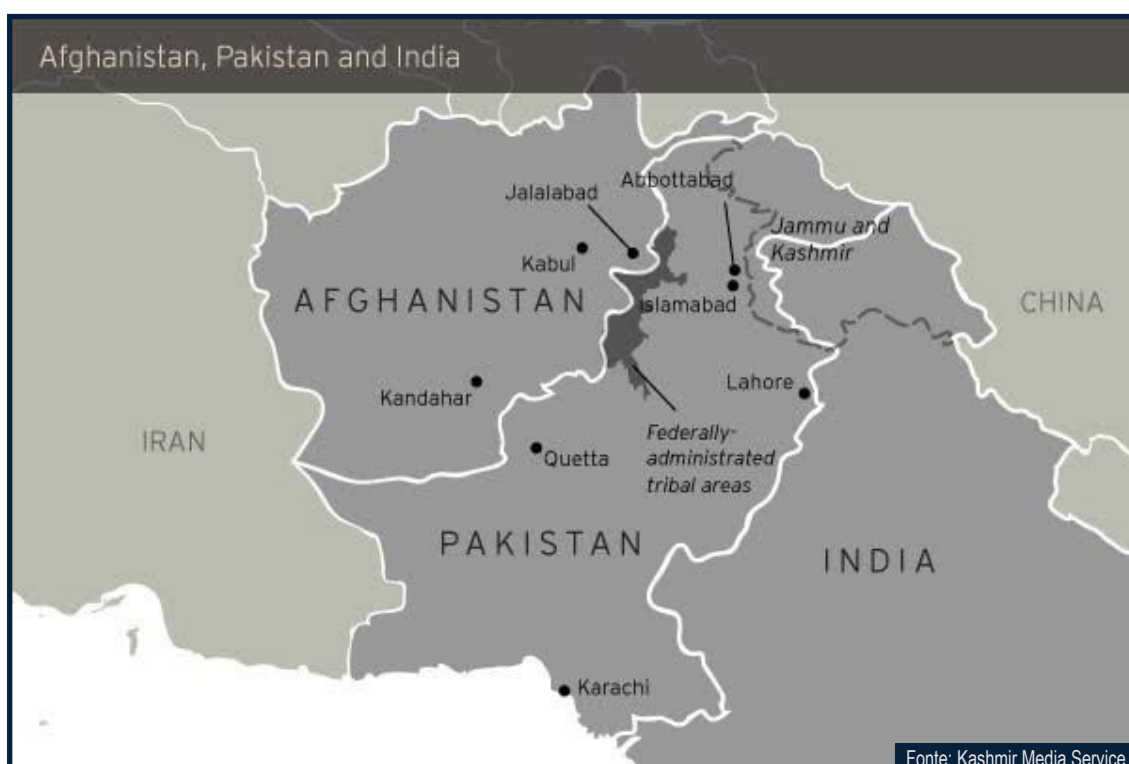 Afghanistan, Pakistan and India
Abbottabad
Jalalabad
Jammu and
Kashmir
Kabul
AFGHANISTAN
Islamabad
CHINA
Lahore
Kandahar
IRAN
Federally-
administrated
tribal areas
Quetta
PAKISTAN
INDIA
Karachi
Fonte: Kashmir Media Service